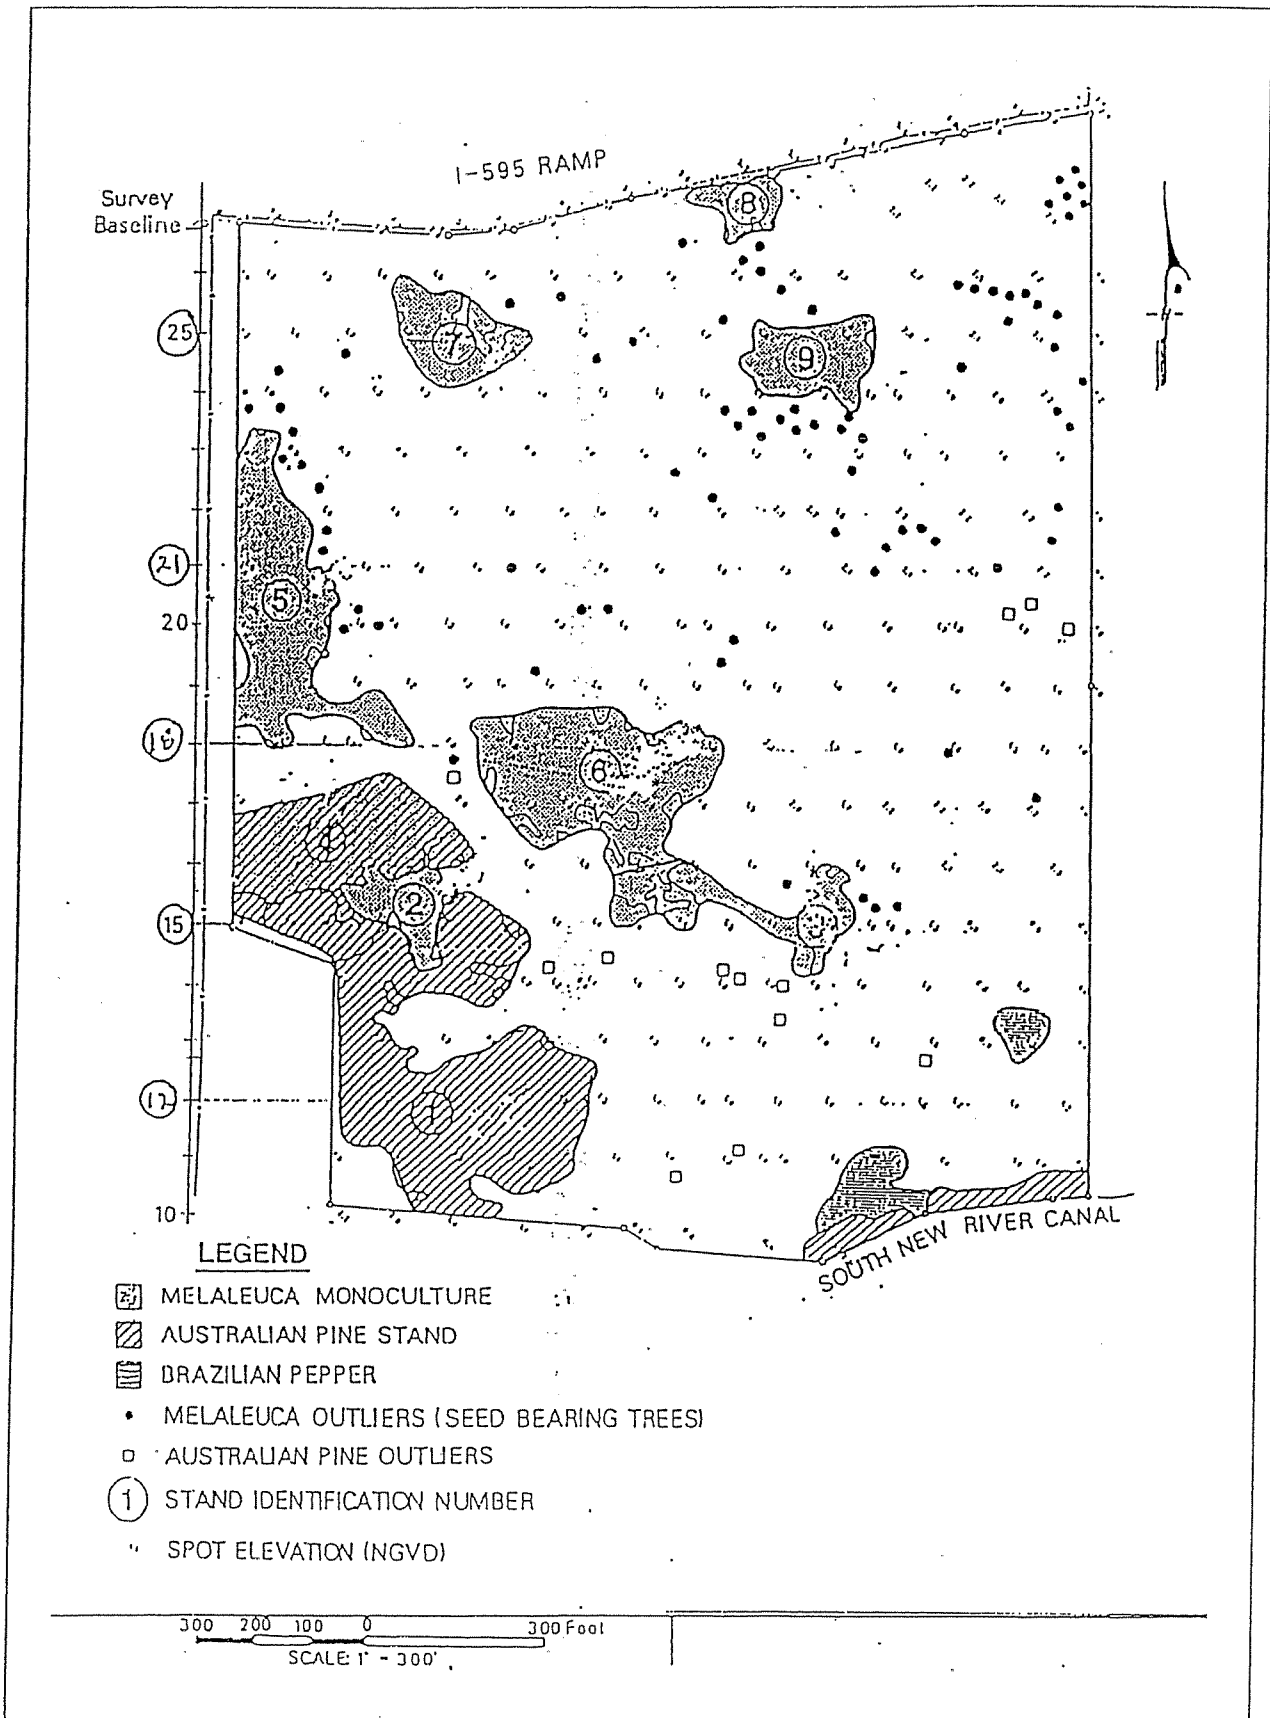 I-595 RAMP
Survey
Baseline
8
7
25
9
21
5
20
18
6
1
2
15
3
1
12
10
SOUTH NEW RIVER CANAL
LEGEND
MELALEUCA MONOCULTURE
AUSTRALIAN PINE STAND
BRAZILIAN PEPPER
MELALEUCA OUTLIERS (SEED BEARING TREES)
AUSTRALIAN PINE OUTLIERS
1 STAND IDENTIFICATION NUMBER
SPOT ELEVATION (NGVD)
300 200 100 0 300 Foot
SCALE: 1" - 300'